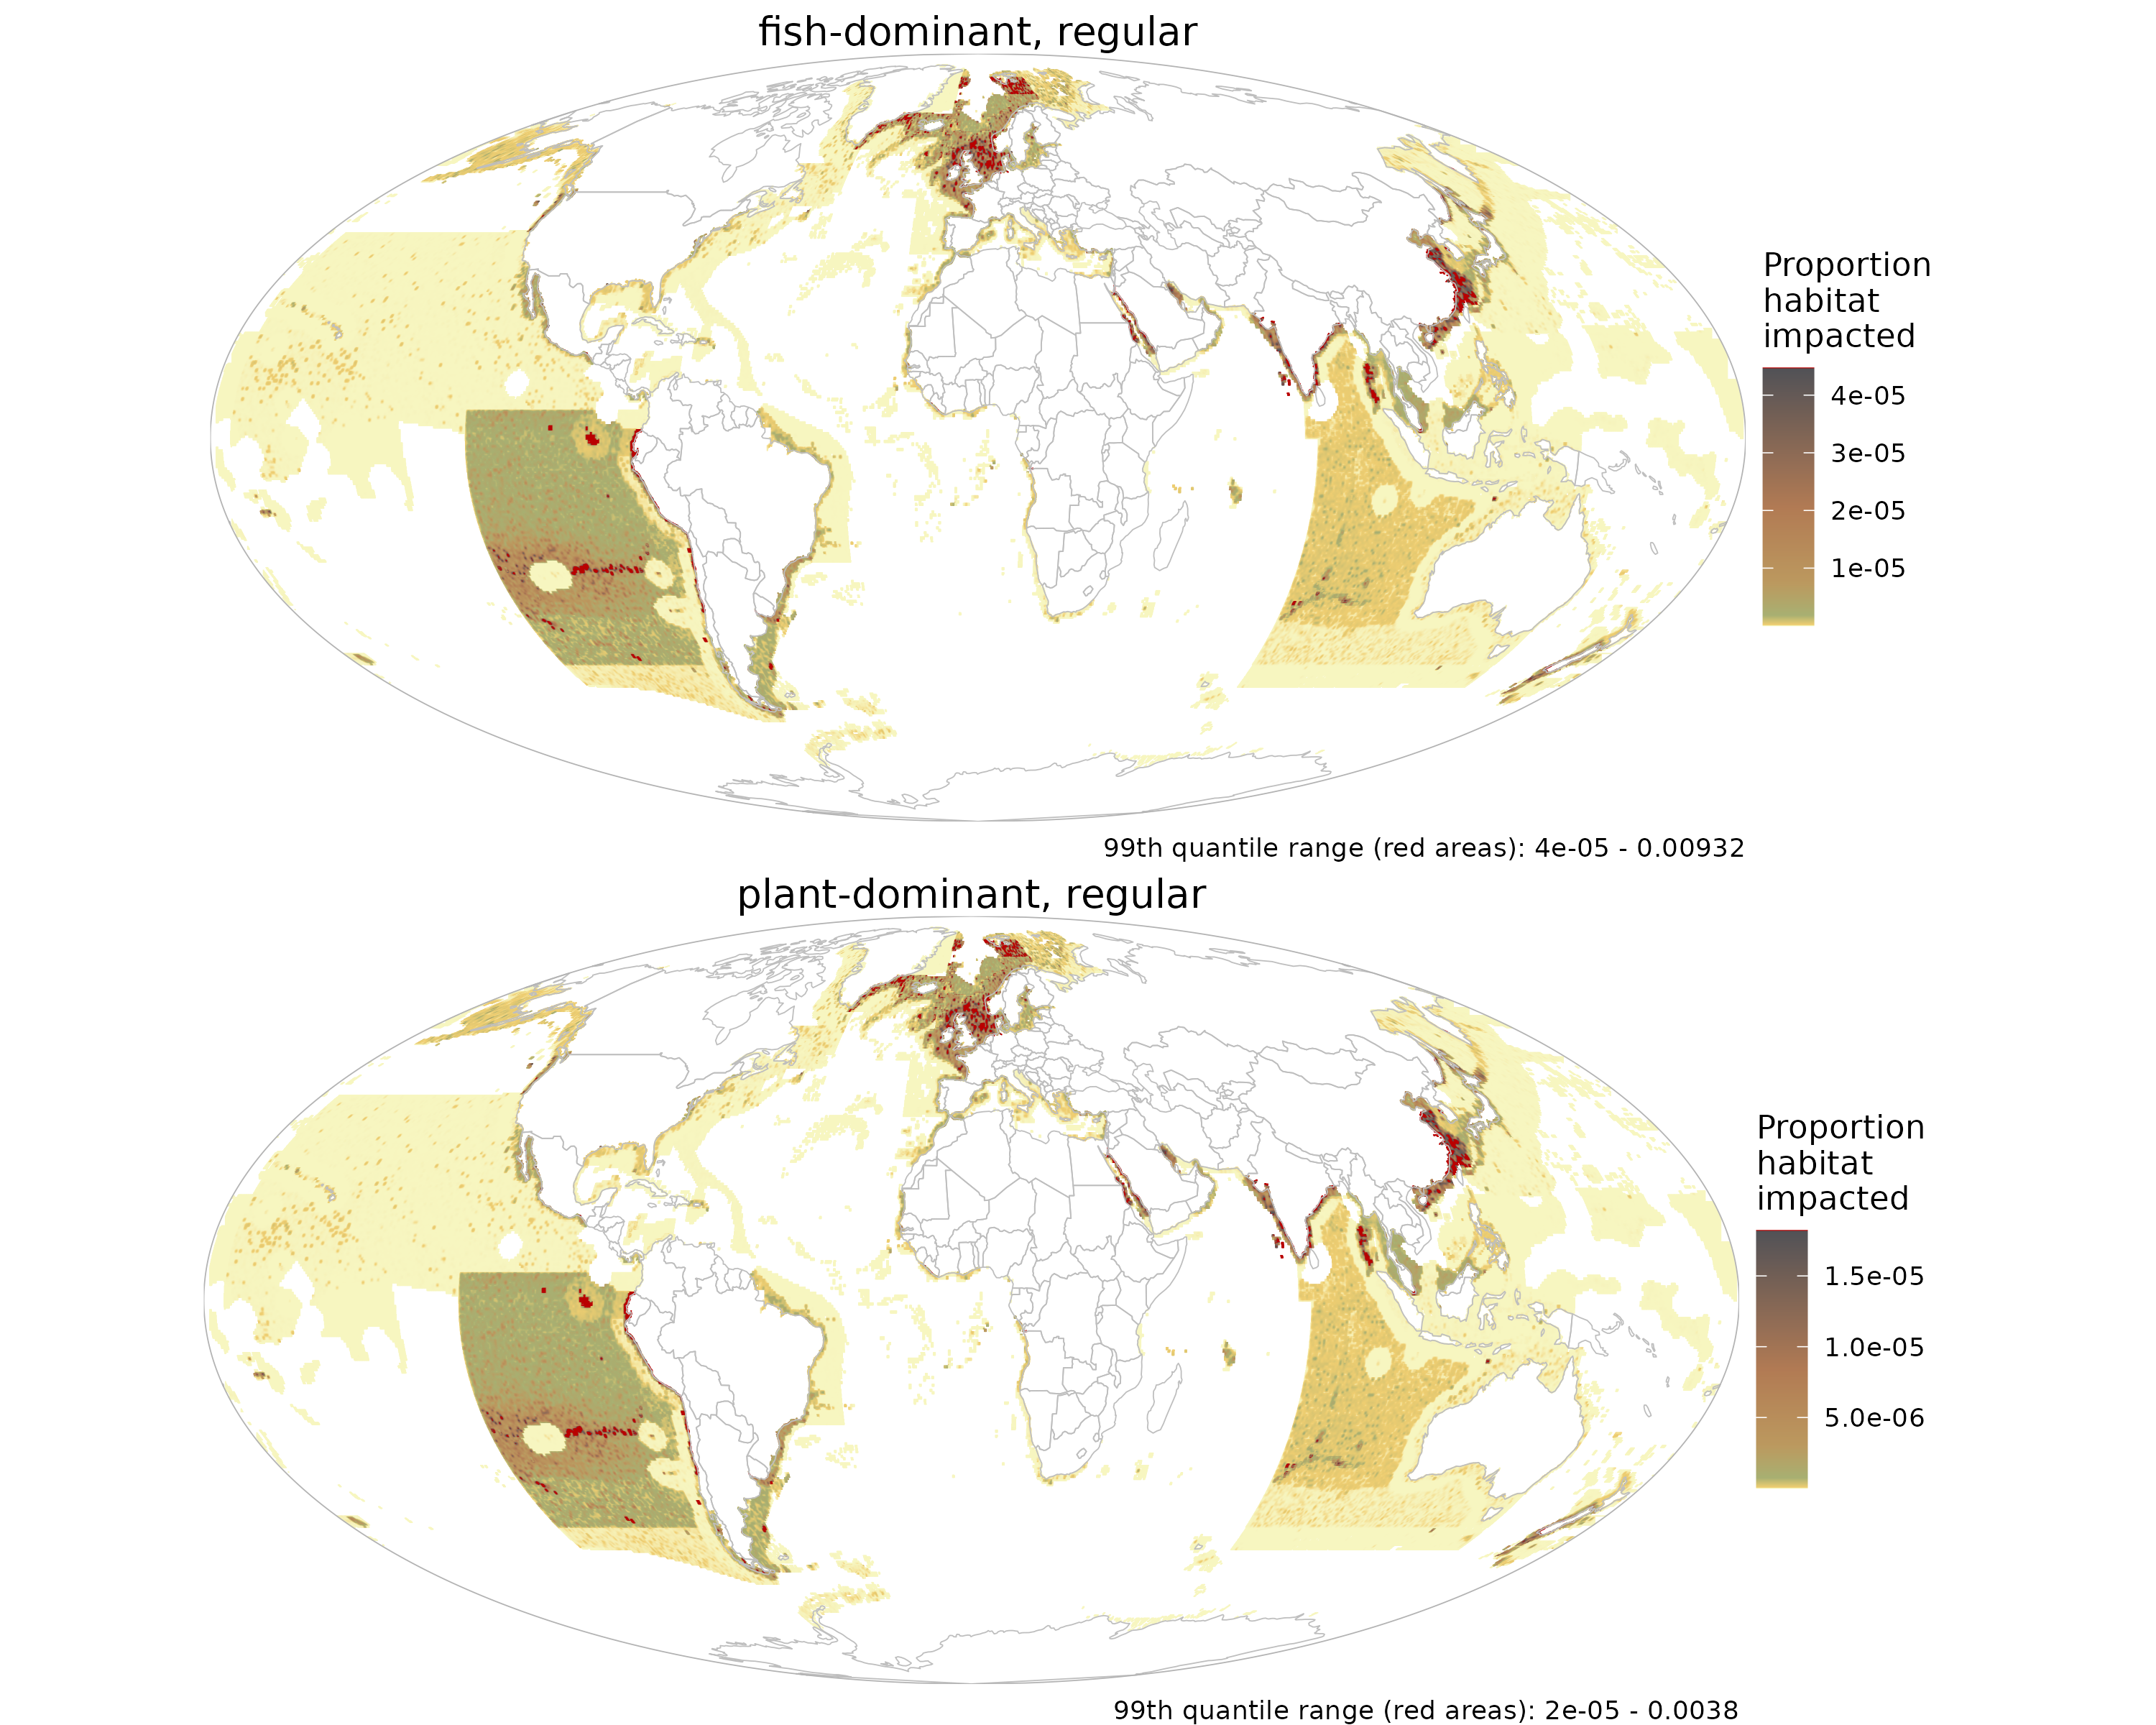 fish-dominant, regular
Proportion
habitat
impacted
4e-05
3e-05
2e-05
1e-05
99th quantile range (red areas): 4e-05 - 0.00932
plant-dominant, regular
Proportion
habitat
impacted
1.5e-05
1.0e-05
5.0e-06
99th quantile range (red areas): 2e-05 - 0.0038